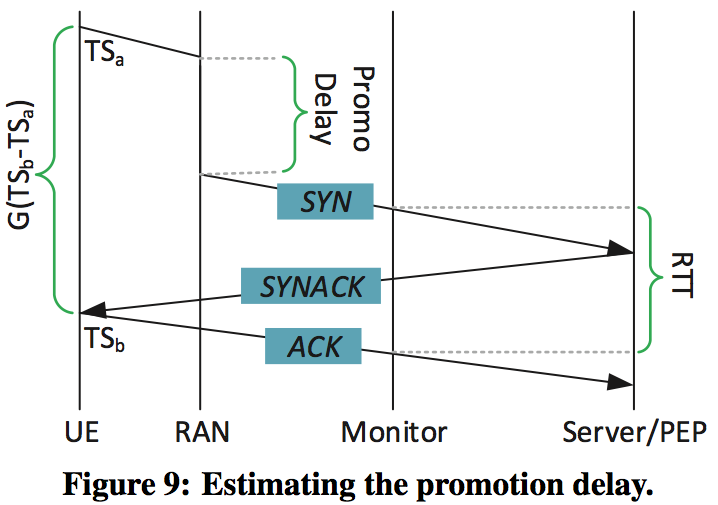 TSa
Promo
Delay
G(TSb-TSa)
SYN
RTT
SYNACK
TSb
ACK
UE
RAN
Monitor
Server/PEP
Figure 9: Estimating the promotion delay.